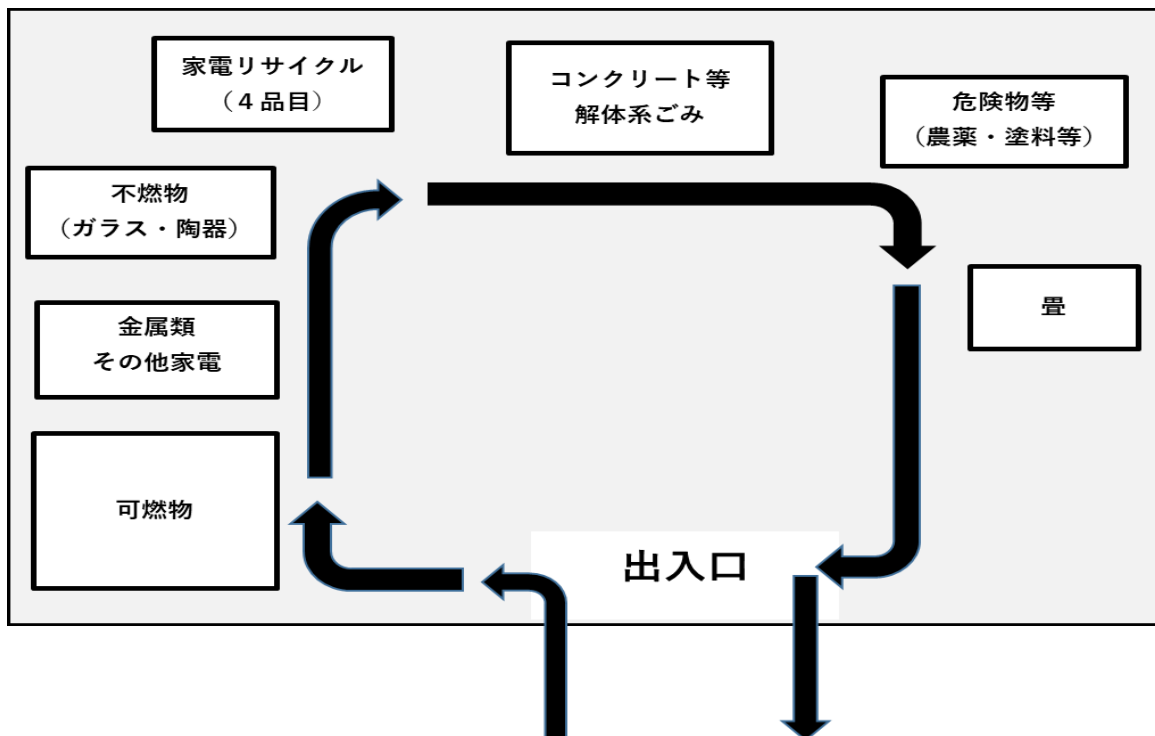 家電リサイクル
（４品目）
コンクリート等
解体系ごみ
危険物等
（農薬・塗料等）
不燃物
（ガラス・陶器）
畳
金属類
その他家電
可燃物
出入口